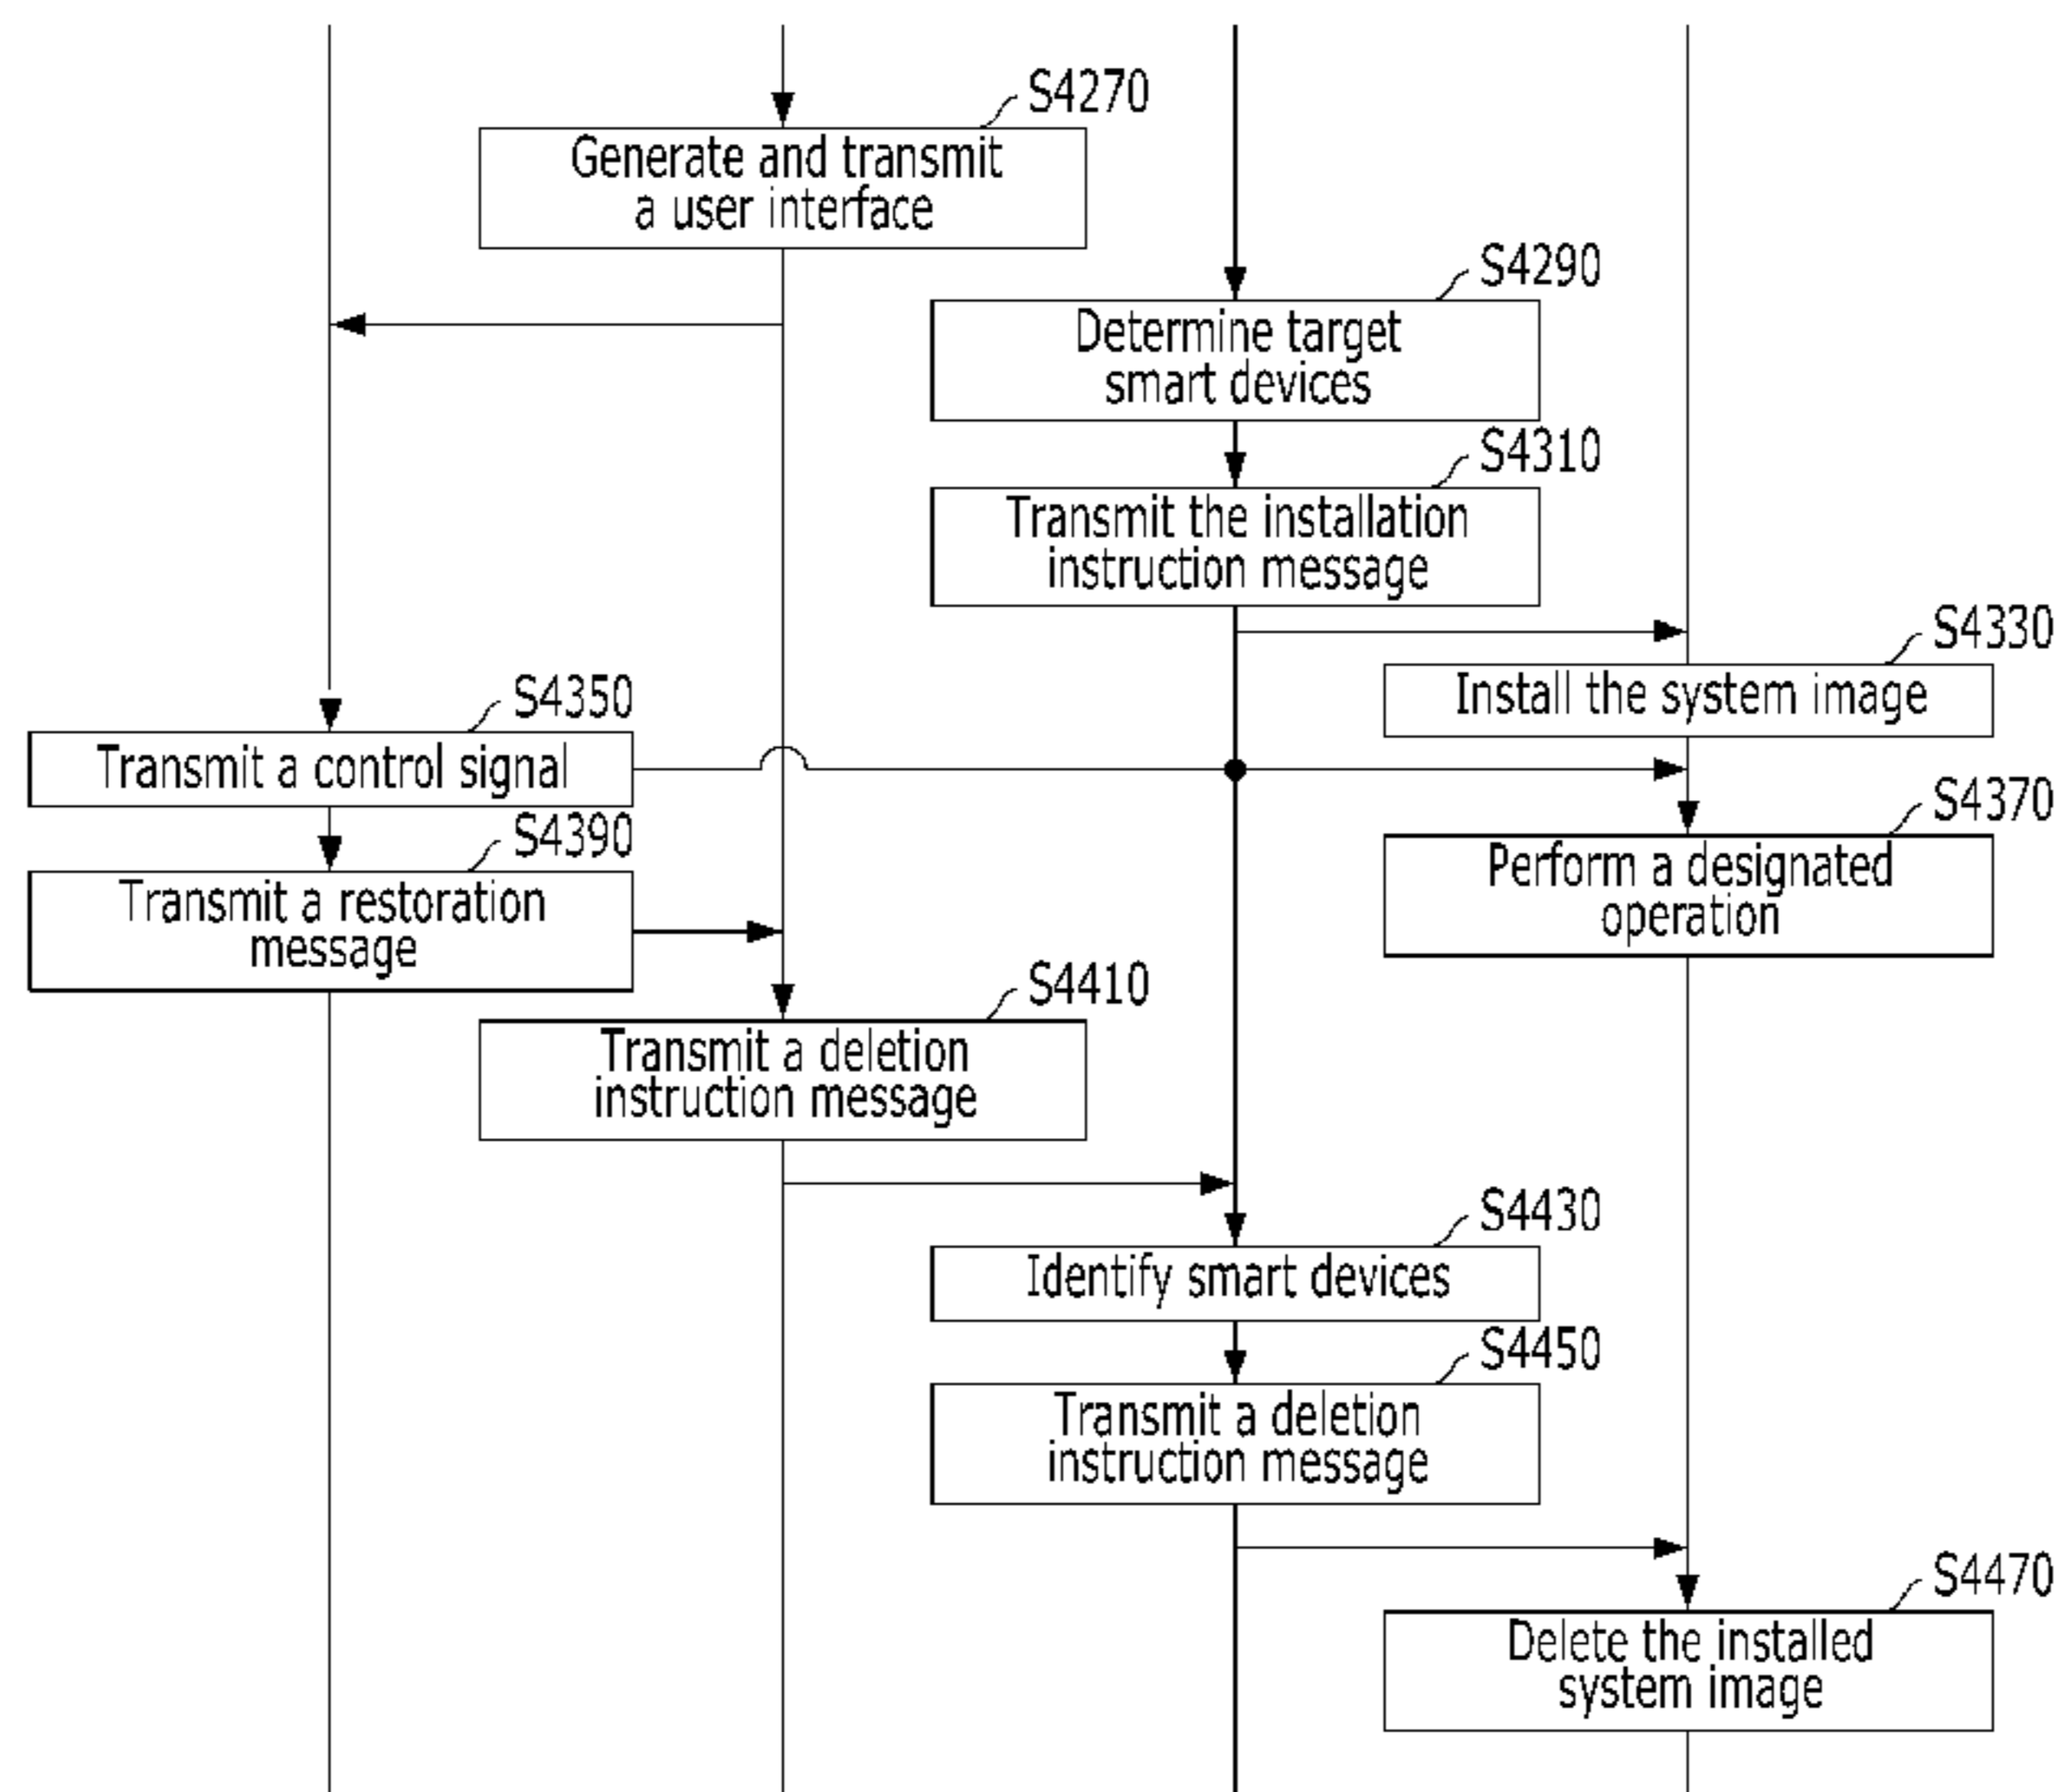 S4270
Generate and transmit
a user interface
S4290
Determine target
smart devices
S4310
Transmit the installation
instruction message
S4330
Install the system image
S4350
Transmit a control signal
S4370
Perform a designated
operation
S4390
Transmit a restoration
message
S4410
Transmit a deletion
instruction message
S4430
Identify smart devices
S4450
Transmit a deletion
instruction message
S4470
Delete the installed
system image